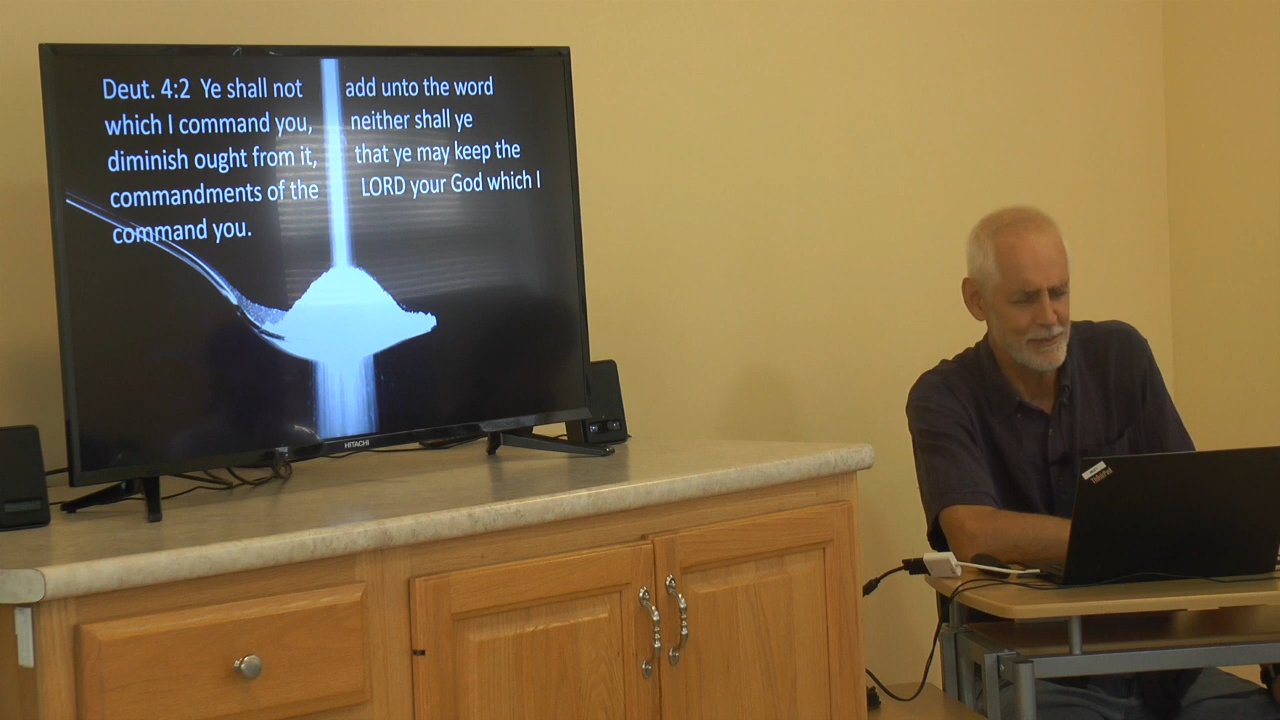 Deut. 4:2 Ye shall not add unto the word
which I command you, neither shall ye
diminish ought from it, that ye may keep the
commandments of the LORD your God which I
command you.
HITACHI
ThinkPad